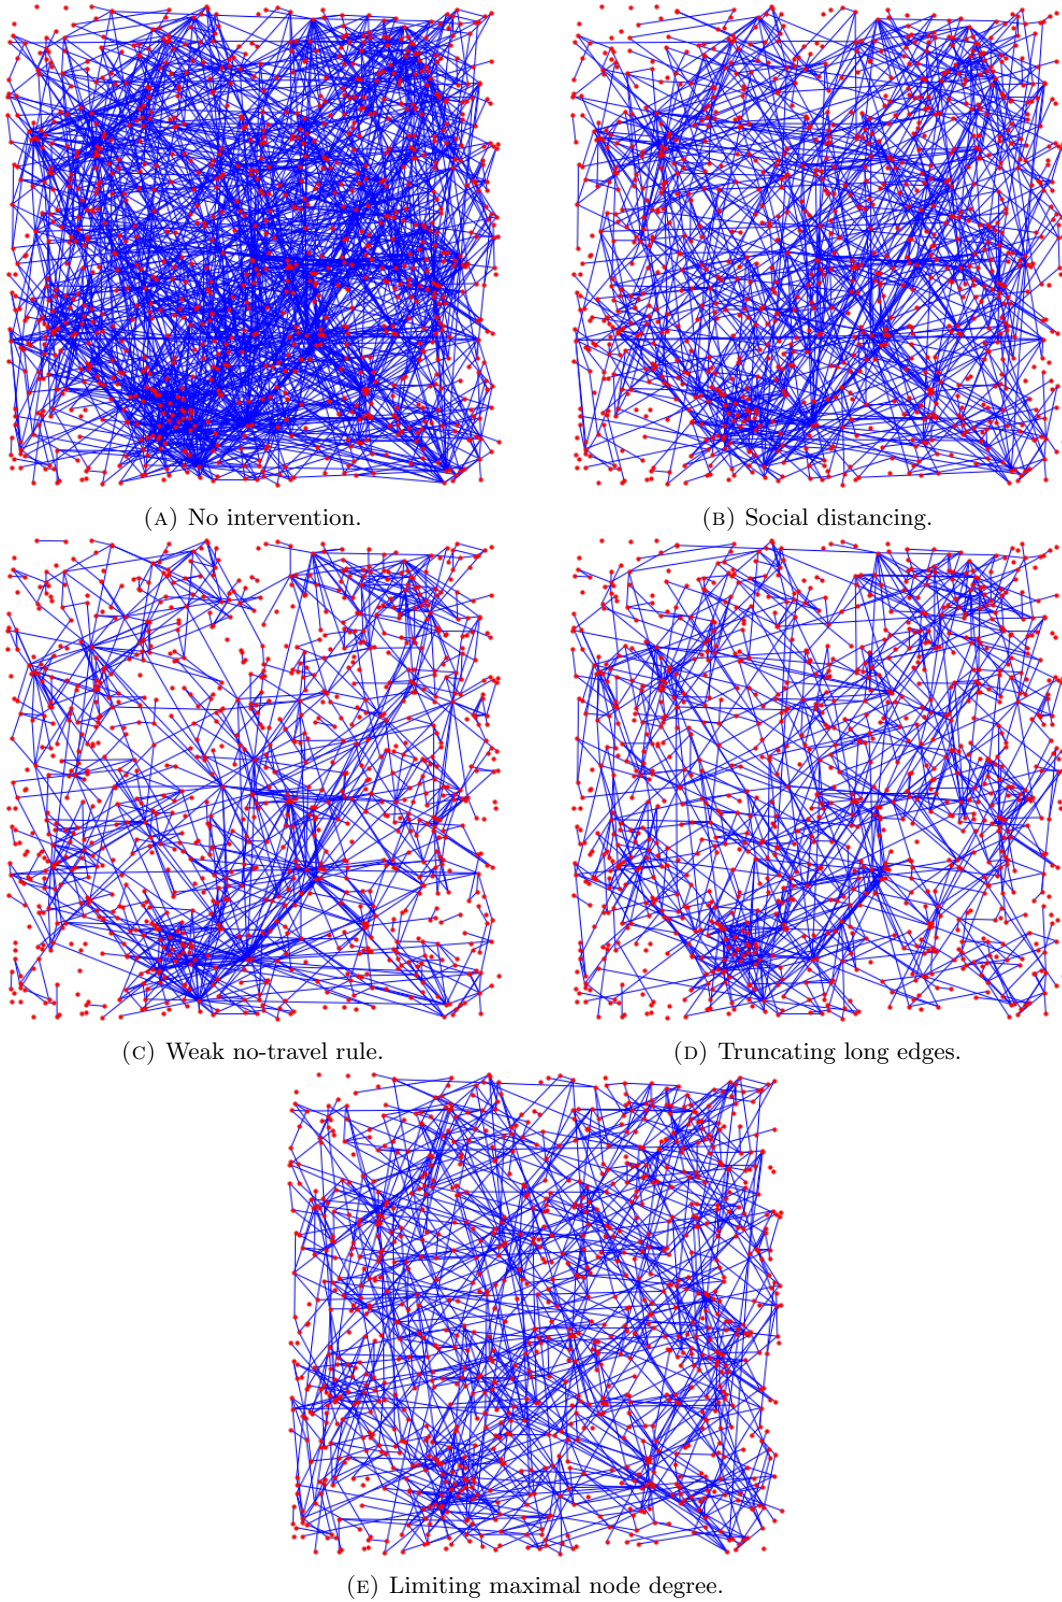 (A) No intervention.
(B) Social distancing.
(C) Weak no-travel rule.
(D) Truncating long edges.
(E) Limiting maximal node degree.